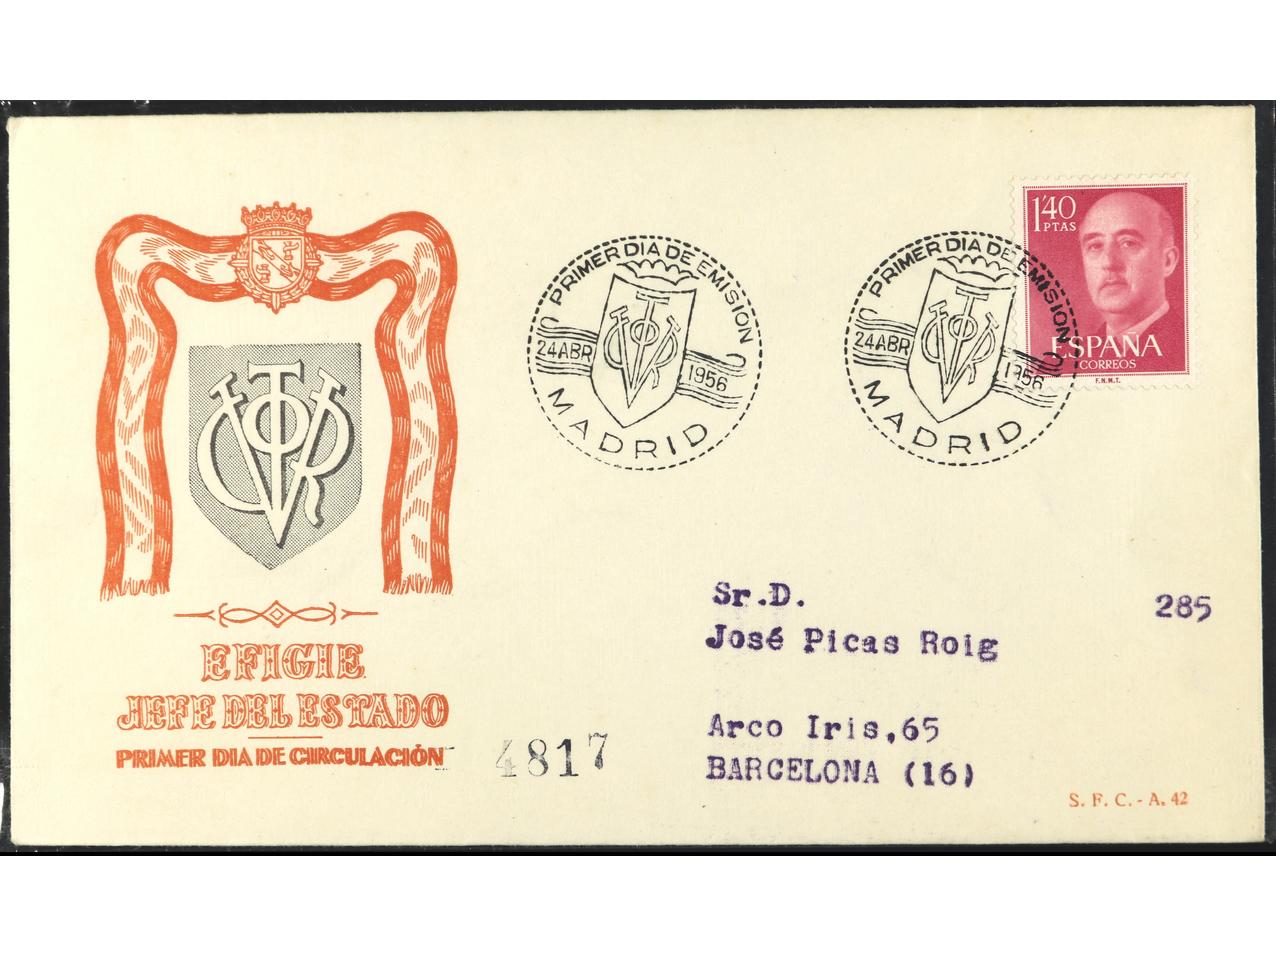 1'40
PTAS
ESPAÑA
CORREOS
F.N.M.T.
PRIMER DIA DE EMISION
24 ABR 1956
MADRID
PRIMER DIA DE EMISION
24 ABR 1956
MADRID
EFIGIE
JEFE DEL ESTADO
PRIMER DIA DE CIRCULACIÓN
4817
Sr.D.
285
José Picas Roig
Arco Iris,65
BARCELONA (16)
S. F. C. - A. 42